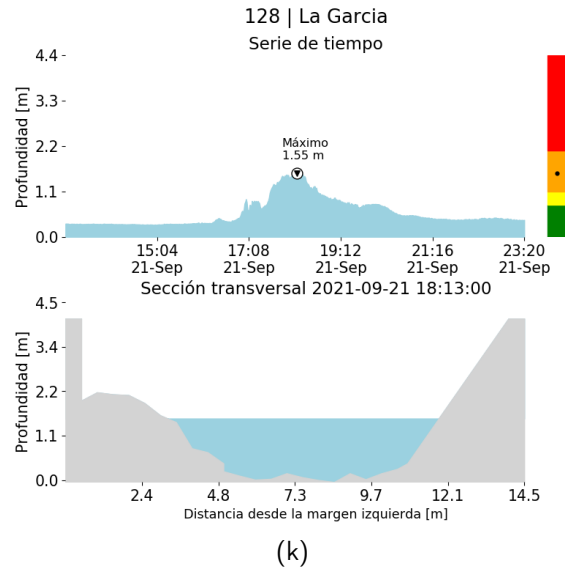 128 | La Garcia
Serie de tiempo
Profundidad [m]
4.4
3.3
2.2
1.1
0.0
Máximo
1.55 m
15:04 17:08 19:12 21:16 23:20
21-Sep 21-Sep 21-Sep 21-Sep 21-Sep
Sección transversal 2021-09-21 18:13:00
Profundidad [m]
4.5
3.4
2.2
1.1
0.0
2.4 4.8 7.3 9.7 12.1 14.5
Distancia desde la margen izquierda [m]
(k)